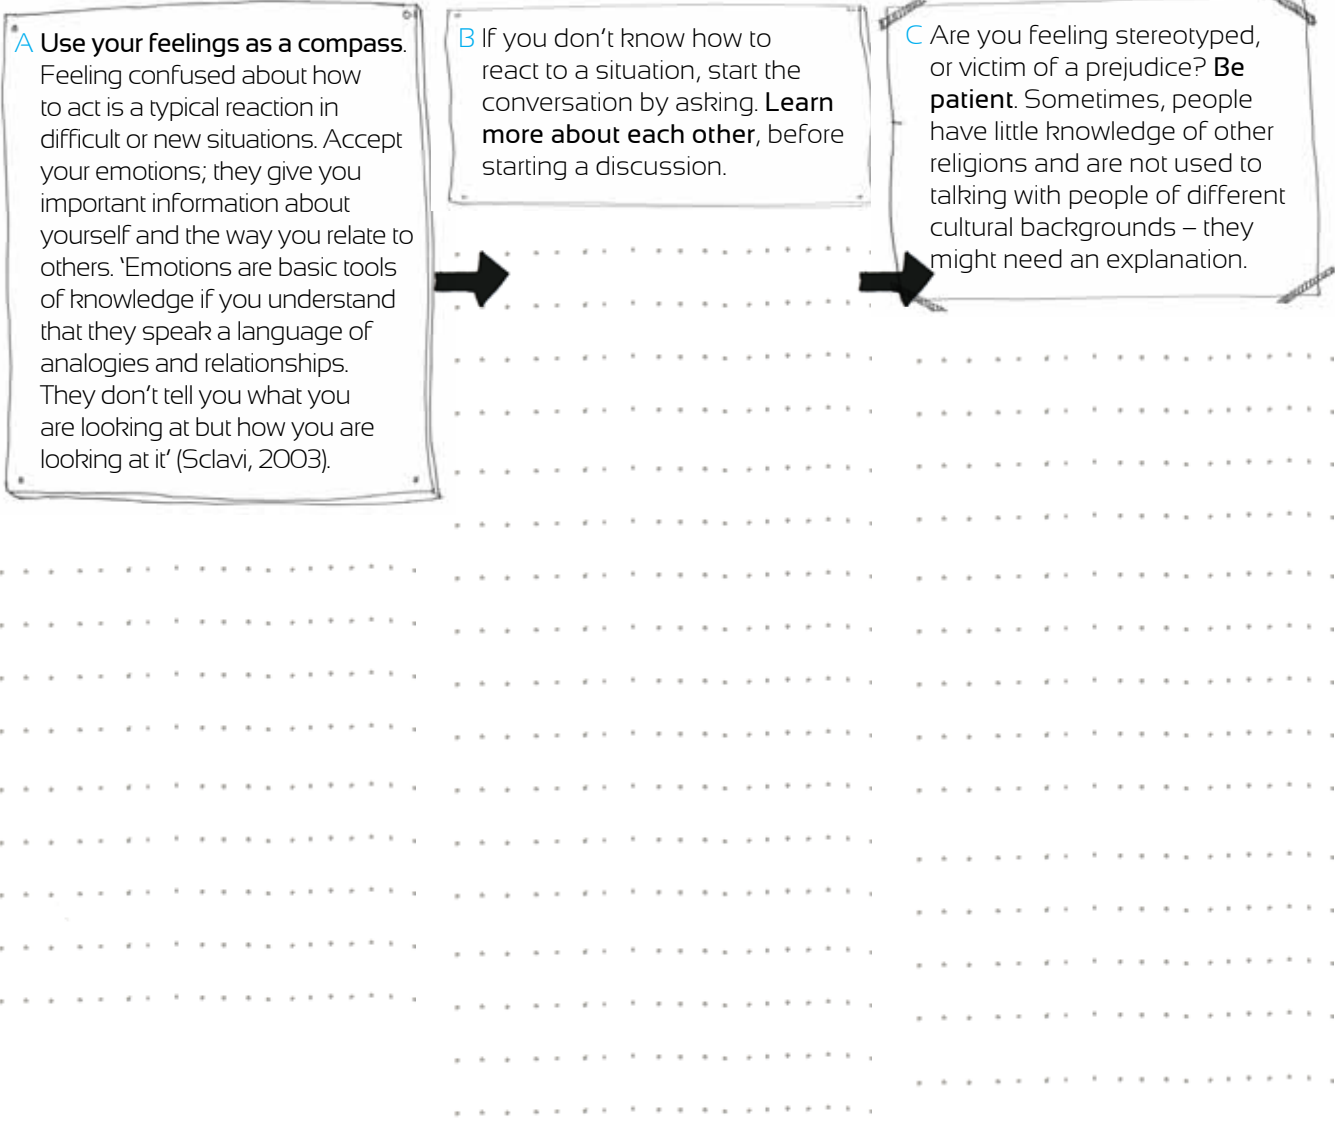 A Use your feelings as a compass.
Feeling confused about how
to act is a typical reaction in
difficult or new situations. Accept
your emotions; they give you
important information about
yourself and the way you relate to
others. ‘Emotions are basic tools
of knowledge if you understand
that they speak a language of
analogies and relationships.
They don’t tell you what you
are looking at but how you are
looking at it’ (Sclavi, 2003).
B If you don’t know how to
react to a situation, start the
conversation by asking. Learn
more about each other, before
starting a discussion.
C Are you feeling stereotyped,
or victim of a prejudice? Be
patient. Sometimes, people
have little knowledge of other
religions and are not used to
talking with people of different
cultural backgrounds – they
might need an explanation.